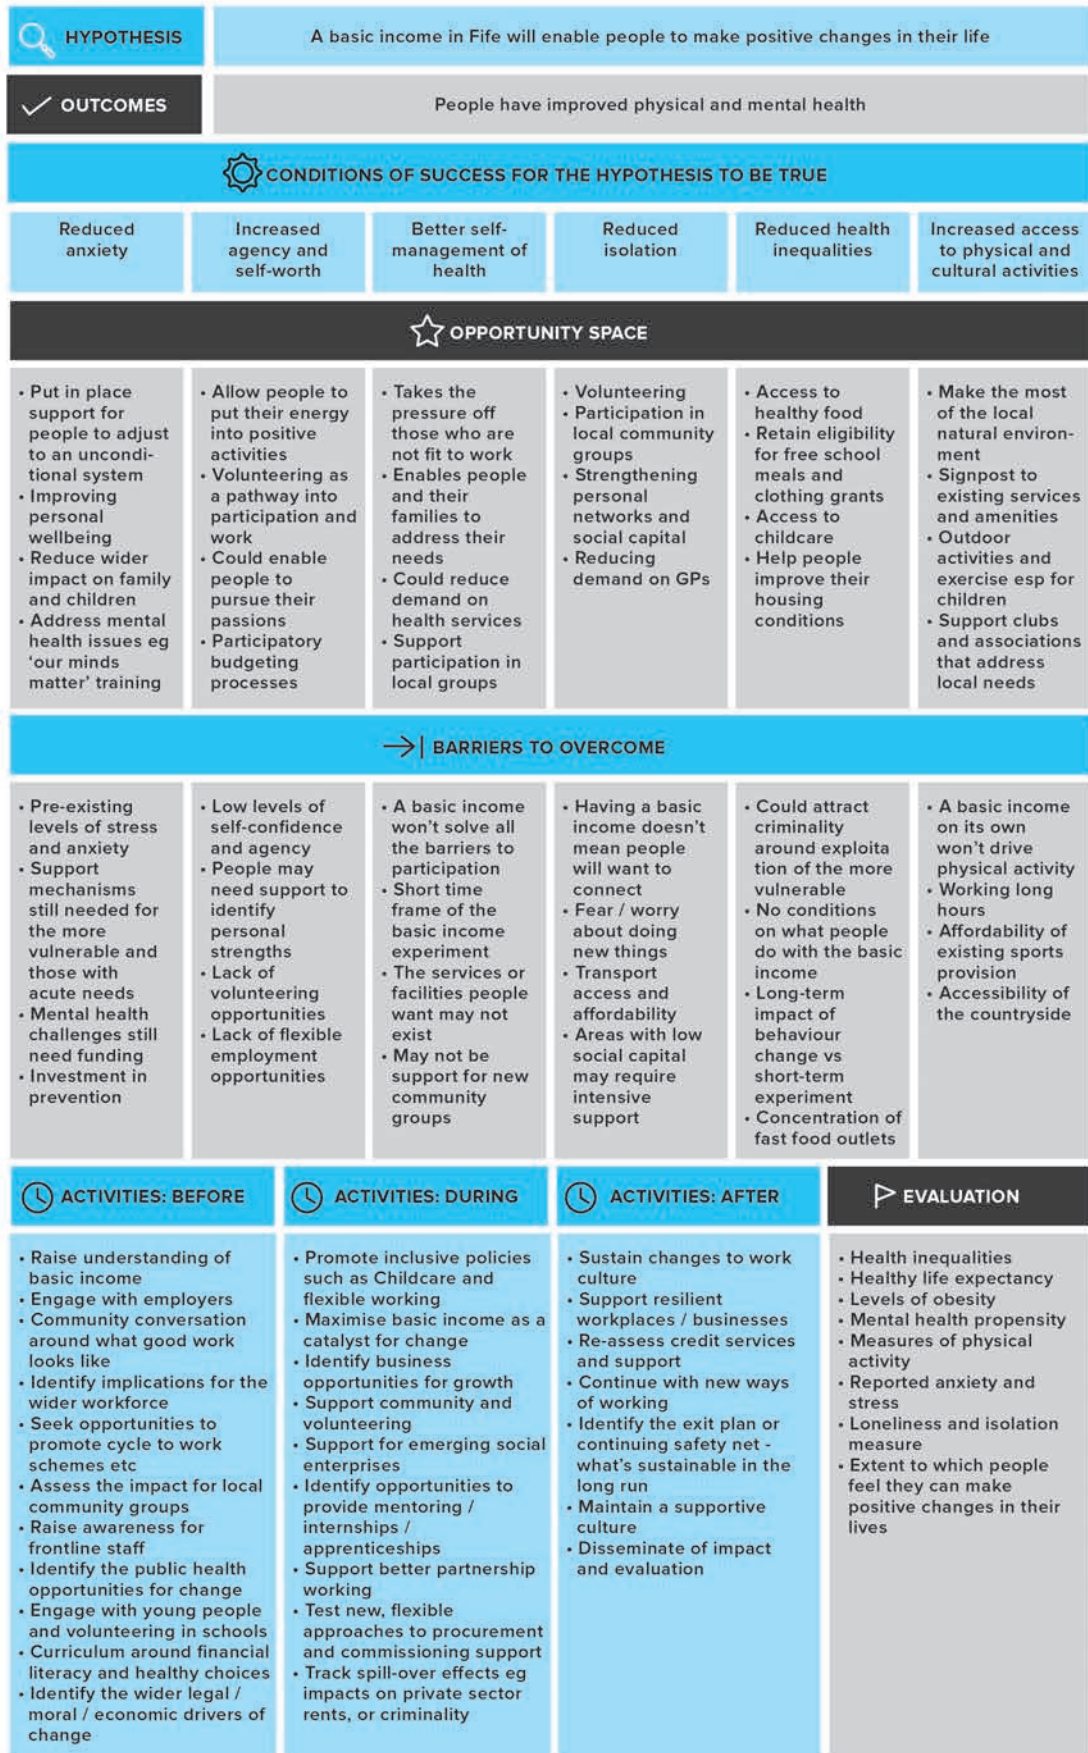 HYPOTHESIS
A basic income in Fife will enable people to make positive changes in their life
OUTCOMES
People have improved physical and mental health
CONDITIONS OF SUCCESS FOR THE HYPOTHESIS TO BE TRUE
Reduced
anxiety
Increased
agency and
self-worth
Better self-
management of
health
Reduced
isolation
Reduced health
inequalities
Increased access
to physical and
cultural activities
OPPORTUNITY SPACE
• Put in place
support for
people to adjust
to an uncondi-
tional system
• Improving
personal
wellbeing
• Reduce wider
impact on family
and children
• Address mental
health issues eg
‘our minds
matter’ training
• Allow people to
put their energy
into positive
activities
• Volunteering as
a pathway into
participation and
work
• Could enable
people to
pursue their
passions
• Participatory
budgeting
processes
• Takes the
pressure off
those who are
not fit to work
• Enables people
and their
families to
address their
needs
• Could reduce
demand on
health services
• Support
participation in
local groups
• Volunteering
• Participation in
local community
groups
• Strengthening
personal
networks and
social capital
• Reducing
demand on GPs
• Access to
healthy food
• Retain eligibility
for free school
meals and
clothing grants
• Access to
childcare
• Help people
improve their
housing
conditions
• Make the most
of the local
natural environ-
ment
• Signpost to
existing services
and amenities
• Outdoor
activities and
exercise esp for
children
• Support clubs
and associations
that address
local needs
BARRIERS TO OVERCOME
• Pre-existing
levels of stress
and anxiety
• Support
mechanisms
still needed for
the more
vulnerable and
those with
acute needs
• Mental health
challenges still
need funding
• Investment in
prevention
• Low levels of
self-confidence
and agency
• People may
need support to
identify
personal
strengths
• Lack of
volunteering
opportunities
• Lack of flexible
employment
opportunities
• A basic income
won’t solve all
the barriers to
participation
• Short time
frame of the
basic income
experiment
• The services or
facilities people
want may not
exist
• May not be
support for new
community
groups
• Having a basic
income doesn’t
mean people
will want to
connect
• Fear / worry
about doing
new things
• Transport
access and
affordability
• Areas with low
social capital
may require
intensive
support
• Could attract
criminality
around exploita
tion of the more
vulnerable
• No conditions
on what people
do with the basic
income
• Long-term
impact of
behaviour
change vs
short-term
experiment
• Concentration of
fast food outlets
• A basic income
on its own
won’t drive
physical activity
• Working long
hours
• Affordability of
existing sports
provision
• Accessibility of
the countryside
ACTIVITIES: BEFORE
• Raise understanding of
basic income
• Engage with employers
• Community conversation
around what good work
looks like
• Identify implications for the
wider workforce
• Seek opportunities to
promote cycle to work
schemes etc
• Assess the impact for local
community groups
• Raise awareness for
frontline staff
• Identify the public health
opportunities for change
• Engage with young people
and volunteering in schools
• Curriculum around financial
literacy and healthy choices
• Identify the wider legal /
moral / economic drivers of
change
ACTIVITIES: DURING
• Promote inclusive policies
such as Childcare and
flexible working
• Maximise basic income as a
catalyst for change
• Identify business
opportunities for growth
• Support community and
volunteering
• Support for emerging social
enterprises
• Identify opportunities to
provide mentoring /
internships /
apprenticeships
• Support better partnership
working
• Test new, flexible
approaches to procurement
and commissioning support
• Track spill-over effects eg
impacts on private sector
rents, or criminality
ACTIVITIES: AFTER
• Sustain changes to work
culture
• Support resilient
workplaces / businesses
• Re-assess credit services
and support
• Continue with new ways
of working
• Identify the exit plan or
continuing safety net -
what’s sustainable in the
long run
• Maintain a supportive
culture
• Disseminate of impact
and evaluation
EVALUATION
• Health inequalities
• Healthy life expectancy
• Levels of obesity
• Mental health propensity
• Measures of physical
activity
• Reported anxiety and
stress
• Loneliness and isolation
measure
• Extent to which people
feel they can make
positive changes in their
lives